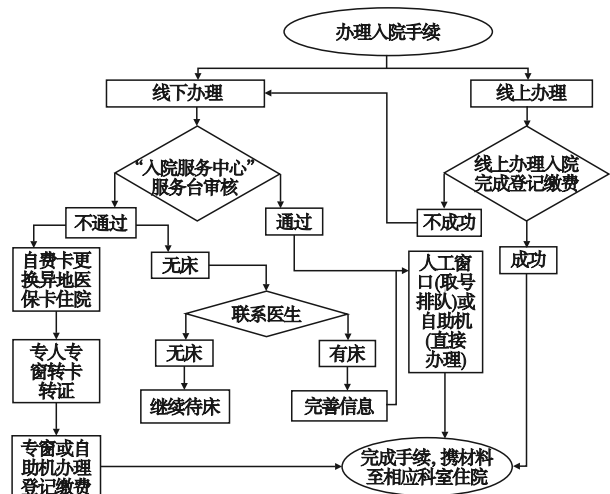 办理入院手续
线下办理
线上办理
“入院服务中心”
服务台审核
线上办理入院
完成登记缴费
不通过
通过
不成功
自费卡更
换异地医
保卡住院
无床
人工窗
口(取号
排队)或
自助机
(直接
办理)
成功
联系医生
专人专
窗转卡
转证
无床
有床
继续待床
完善信息
专窗或自
助机办理
登记缴费
完成手续，携材料
至相应科室住院